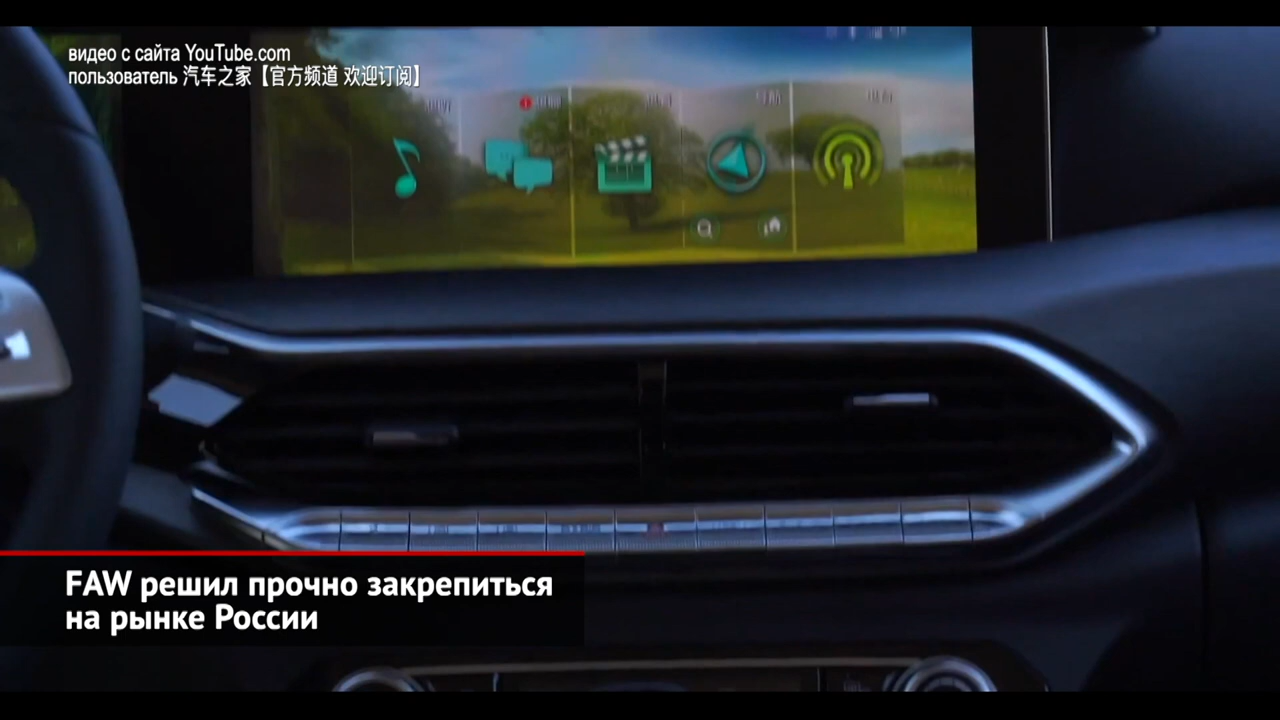 видео с сайта YouTube.com
пользователь 汽车之家【官方频道 欢迎订阅】
FAW решил прочно закрепиться
на рынке России